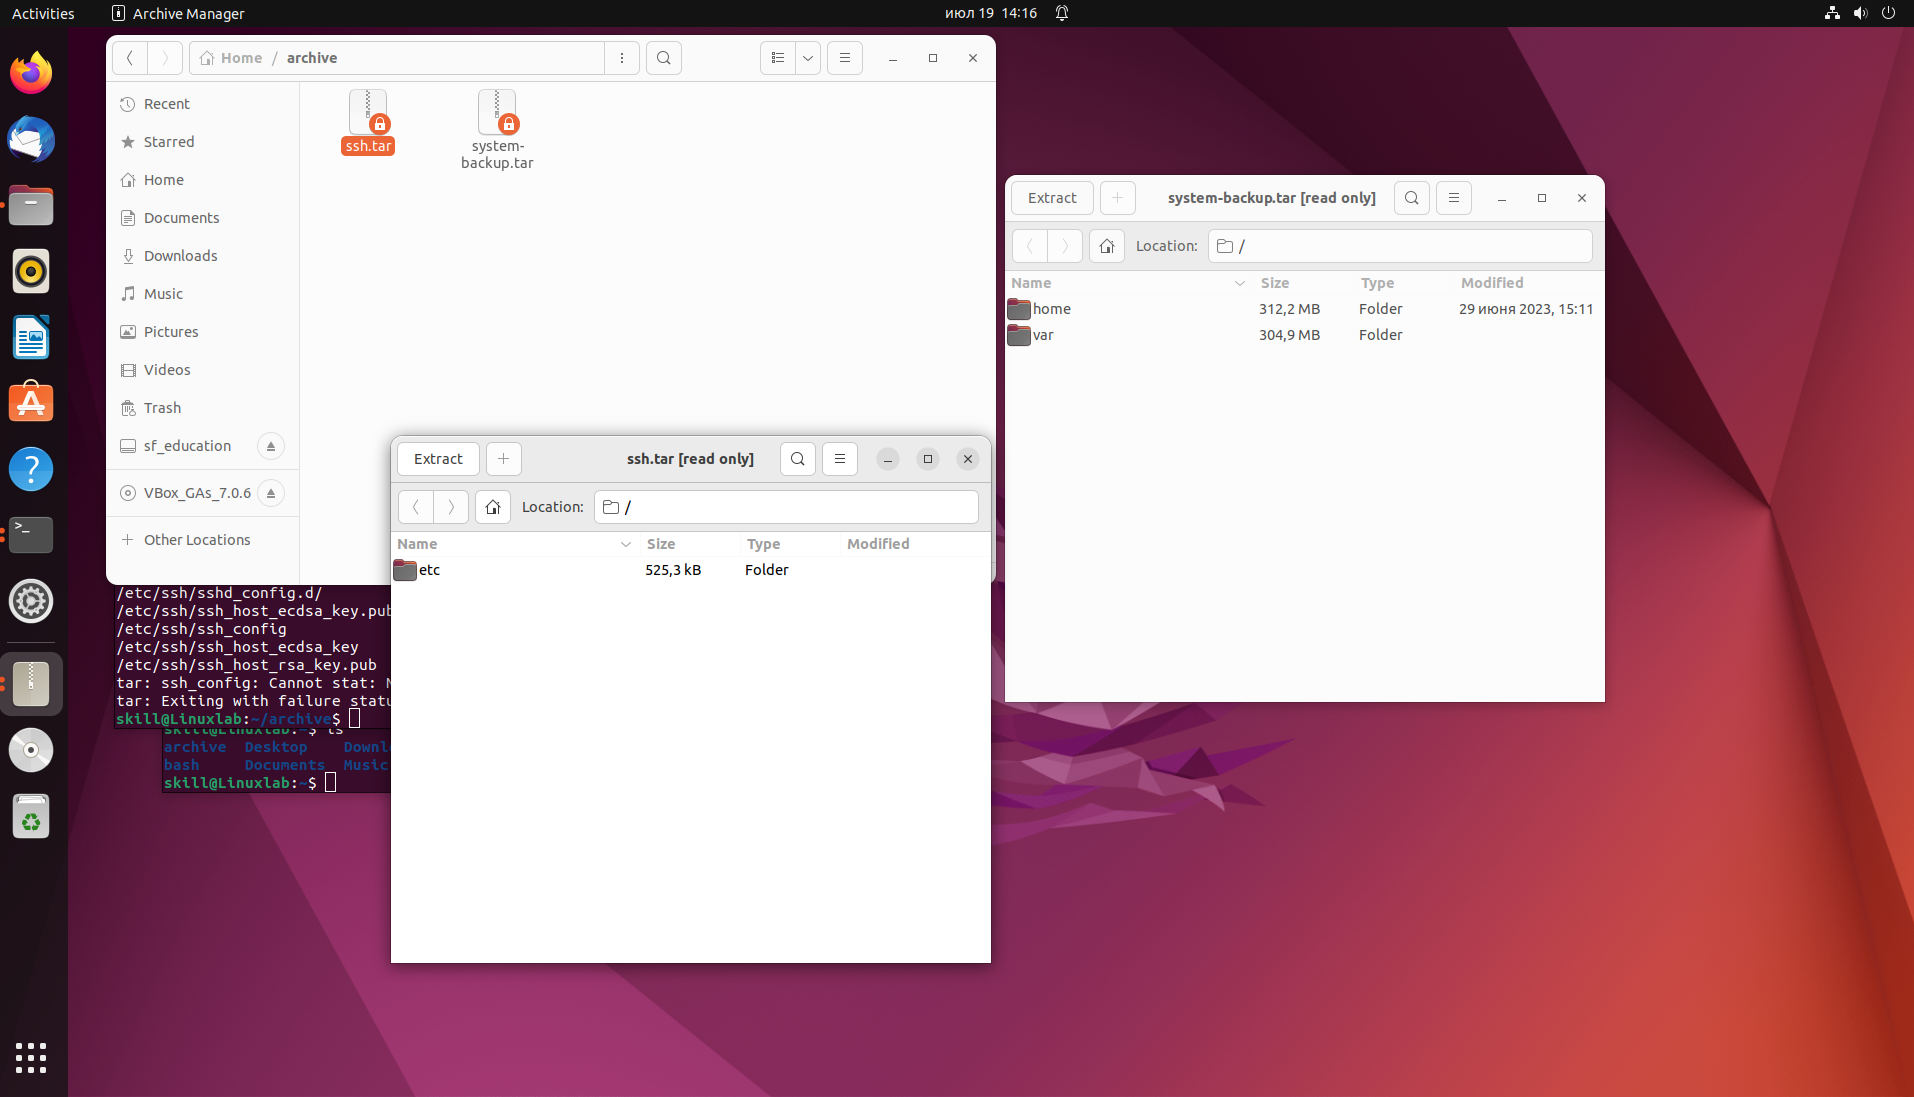 Activities
Archive Manager
июл 19 14:16
Home / archive
Recent
Starred
Home
Documents
Downloads
Music
Pictures
Videos
Trash
sf_education
VBox_GAs_7.0.6
Other Locations
ssh.tar
system-
backup.tar
Extract
system-backup.tar [read only]
Location: /
Name Size Type Modified
home 312,2 MB Folder 29 июня 2023, 15:11
var 304,9 MB Folder
Extract
ssh.tar [read only]
Location: /
Name Size Type Modified
etc 525,3 kB Folder
/etc/ssh/sshd_config.d/
/etc/ssh/ssh_host_ecdsa_key.pub
/etc/ssh/ssh_config
/etc/ssh/ssh_host_ecdsa_key
/etc/ssh/ssh_host_rsa_key.pub
tar: ssh_config: Cannot stat:
tar: Exiting with failure
skill@Linuxlab:~/archive$
skill@Linuxlab:~$ ls
archive Desktop
bash Documents Music
skill@Linuxlab:~$